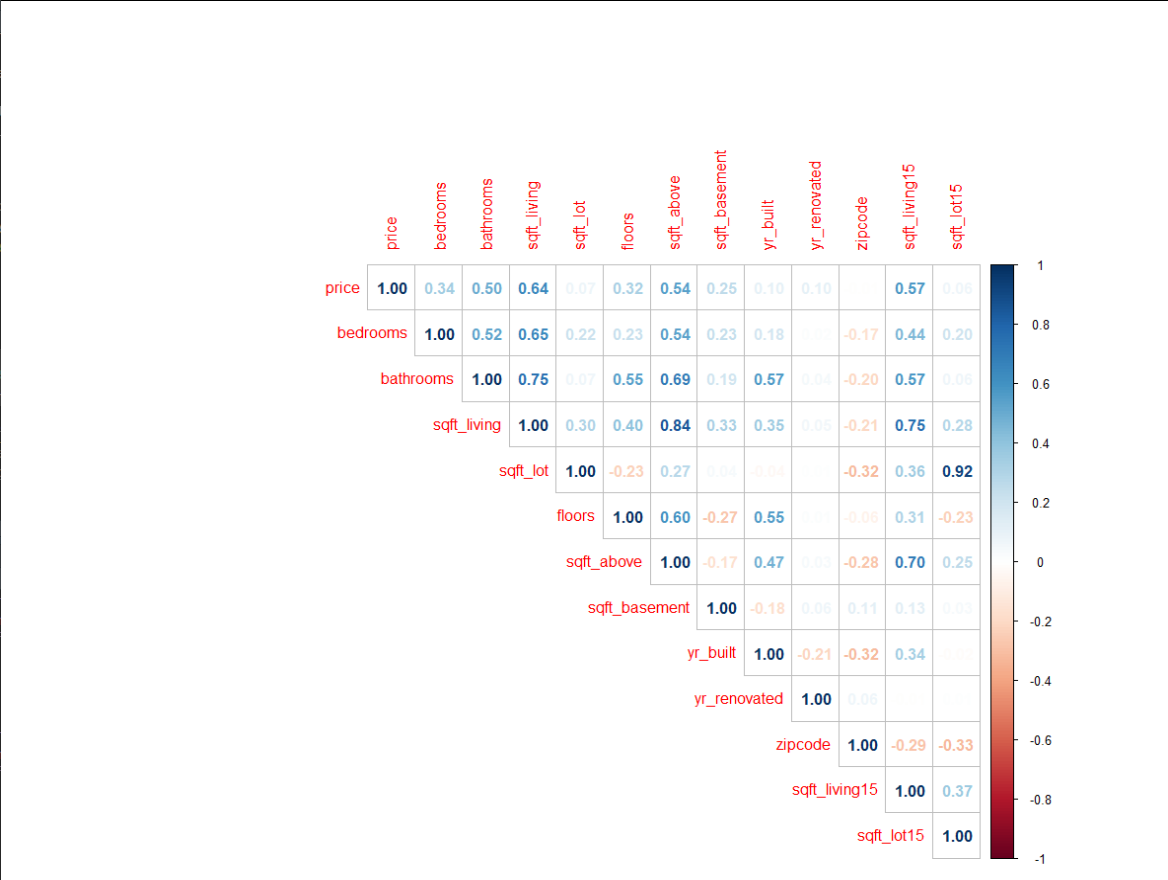 price bedrooms bathrooms sqft_living sqft_lot floors sqft_above sqft_basement yr_built yr_renovated zipcode sqft_living15 sqft_lot15
price 1.00 0.34 0.50 0.64 0.07 0.32 0.54 0.25 0.10 0.10 0.57 0.06
bedrooms 1.00 0.52 0.65 0.22 0.23 0.54 0.23 0.18 -0.17 0.44 0.20
bathrooms 1.00 0.75 0.07 0.55 0.69 0.19 0.57 0.04 -0.20 0.57 0.06
sqft_living 1.00 0.30 0.40 0.84 0.33 0.35 0.05 -0.21 0.75 0.28
sqft_lot 1.00 -0.23 0.27 0.04 -0.04 -0.32 0.36 0.92
floors 1.00 0.60 -0.27 0.55 -0.06 0.31 -0.23
sqft_above 1.00 -0.17 0.47 0.03 -0.28 0.70 0.25
sqft_basement 1.00 -0.18 0.06 0.11 0.13 0.03
yr_built 1.00 -0.21 -0.32 0.34
yr_renovated 1.00 0.06
zipcode 1.00 -0.29 -0.33
sqft_living15 1.00 0.37
sqft_lot15 1.00
1
0.8
0.6
0.4
0.2
0
-0.2
-0.4
-0.6
-0.8
-1